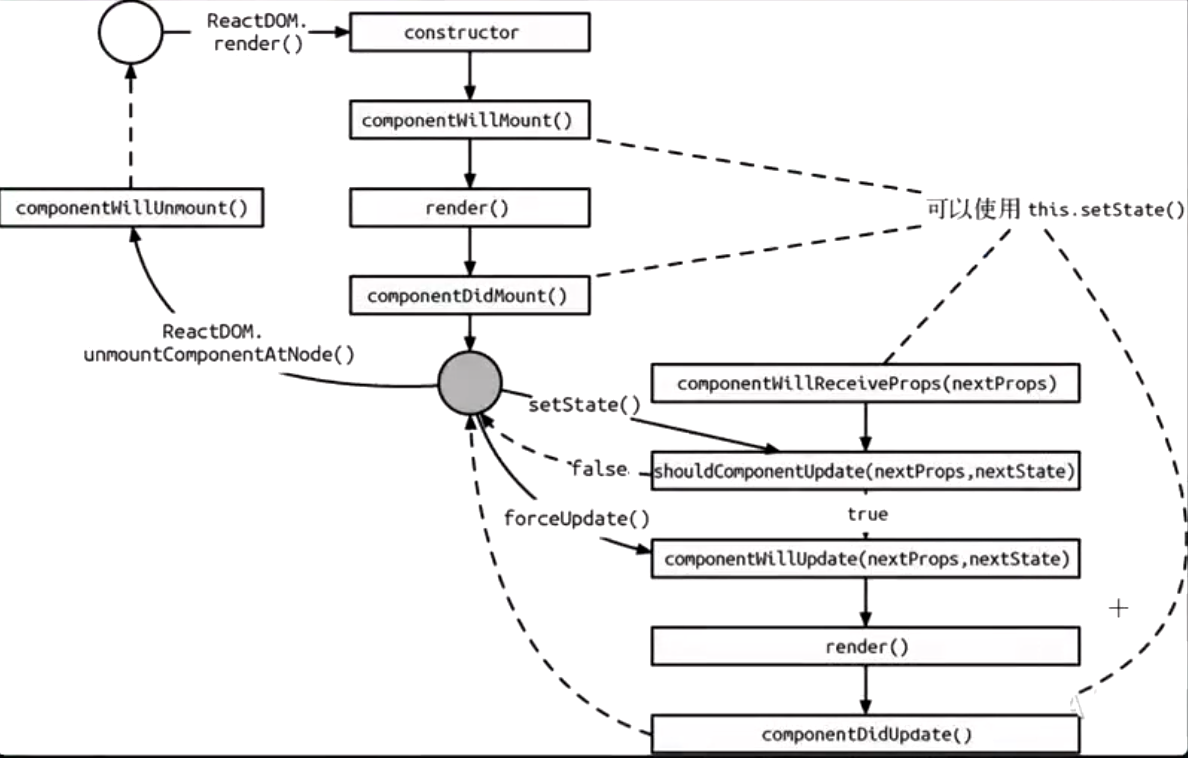 ReactDOM.
render()
constructor
componentWillMount()
componentWillUnmount()
render()
可以使用 this.setState()
componentDidMount()
ReactDOM.
unmountComponentAtNode()
componentWillReceiveProps(nextProps)
setState()
false
shouldComponentUpdate(nextProps,nextState)
true
forceUpdate()
componentWillUpdate(nextProps,nextState)
render()
componentDidUpdate()